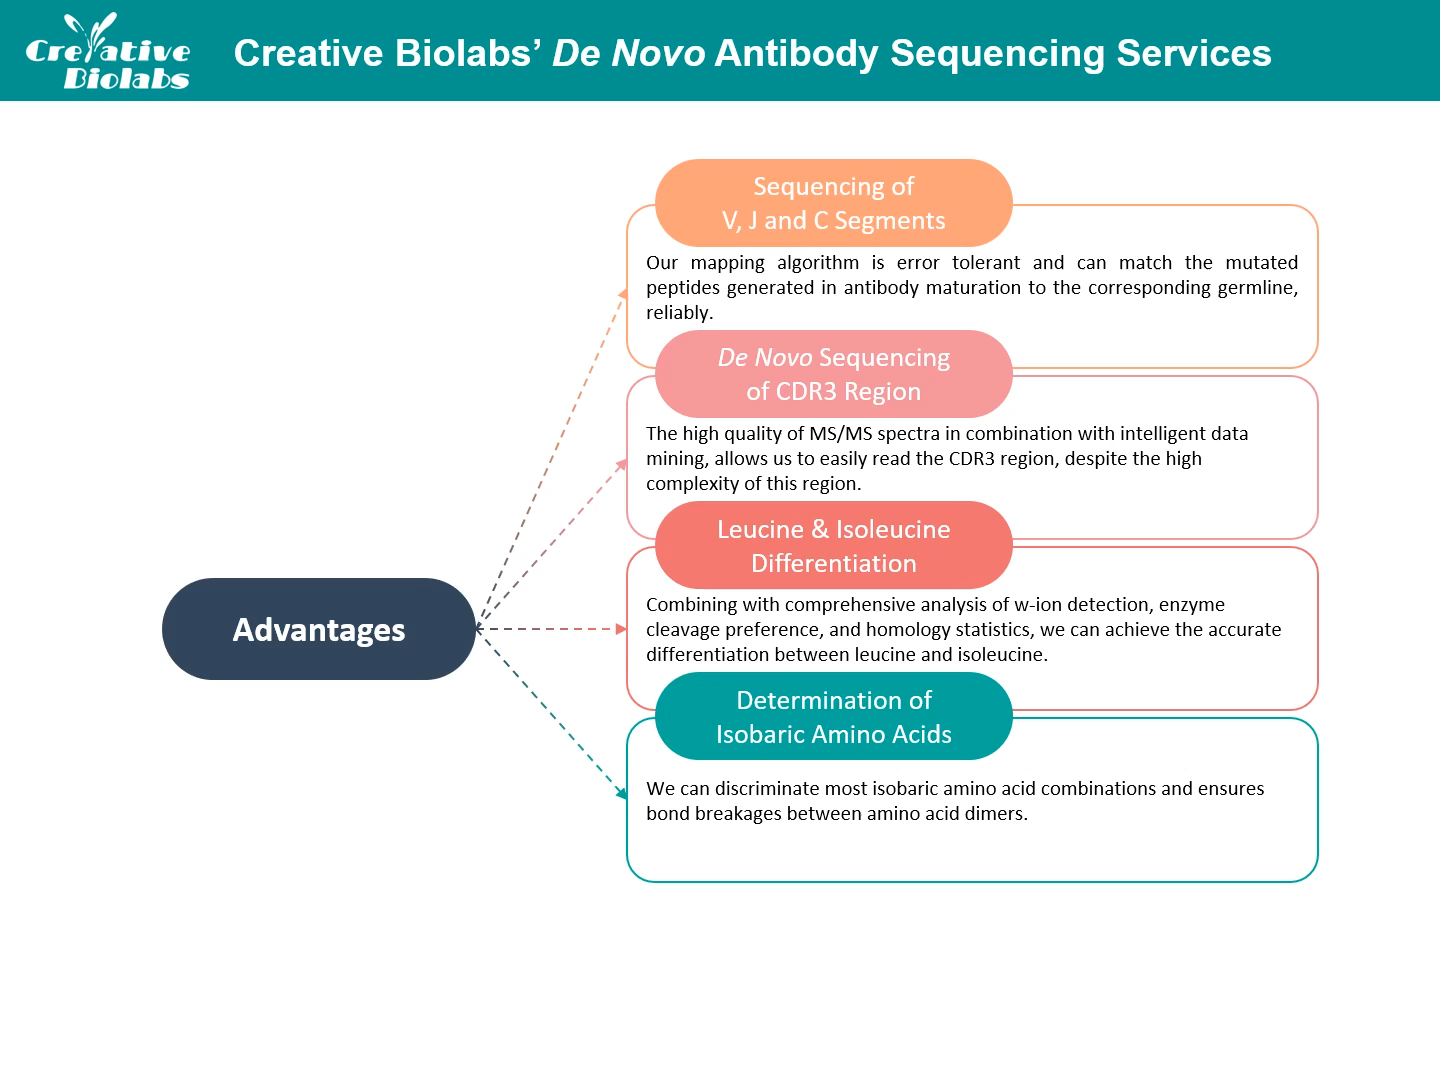 Creative
Biolabs
Creative Biolabs’ De Novo Antibody Sequencing Services
Sequencing of
V, J and C Segments
Our mapping algorithm is error tolerant and can match the mutated
peptides generated in antibody maturation to the corresponding germline,
reliably.
De Novo Sequencing
of CDR3 Region
The high quality of MS/MS spectra in combination with intelligent data
mining, allows us to easily read the CDR3 region, despite the high
complexity of this region.
Leucine & Isoleucine
Differentiation
Combining with comprehensive analysis of w-ion detection, enzyme
cleavage preference, and homology statistics, we can achieve the accurate
differentiation between leucine and isoleucine.
Advantages
Determination of
Isobaric Amino Acids
We can discriminate most isobaric amino acid combinations and ensures
bond breakages between amino acid dimers.